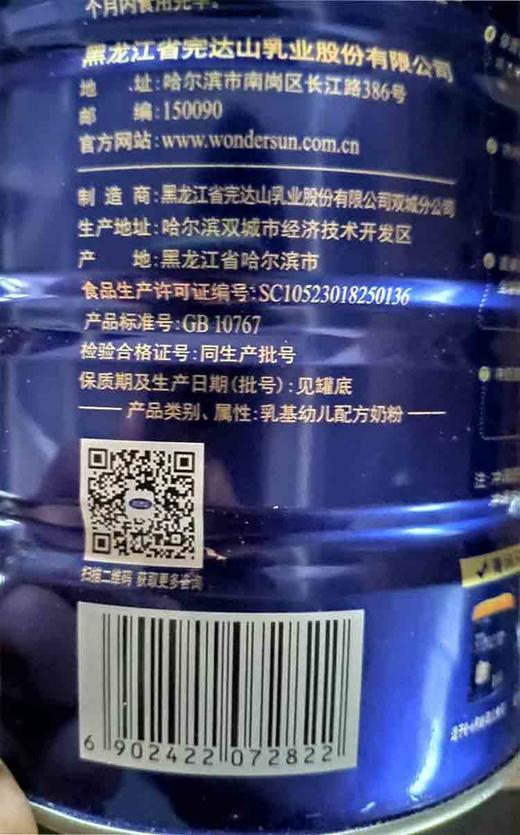 个月内食用完毕。
黑龙江省完达山乳业股份有限公司
地 址:哈尔滨市南岗区长江路386号
邮 编:150090
官方网站:www.wondersun.com.cn
制造商:黑龙江省完达山乳业股份有限公司双城分公司
生产地址:哈尔滨双城市经济技术开发区
产 地:黑龙江省哈尔滨市
食品生产许可证编号:SC10523018250136
产品标准号:GB 10767
检验合格证号:同生产批号
保质期及生产日期(批号):见罐底
产品类别、属性:乳基幼儿配方奶粉
扫描二维码 获取更多咨询
6 902422 072822